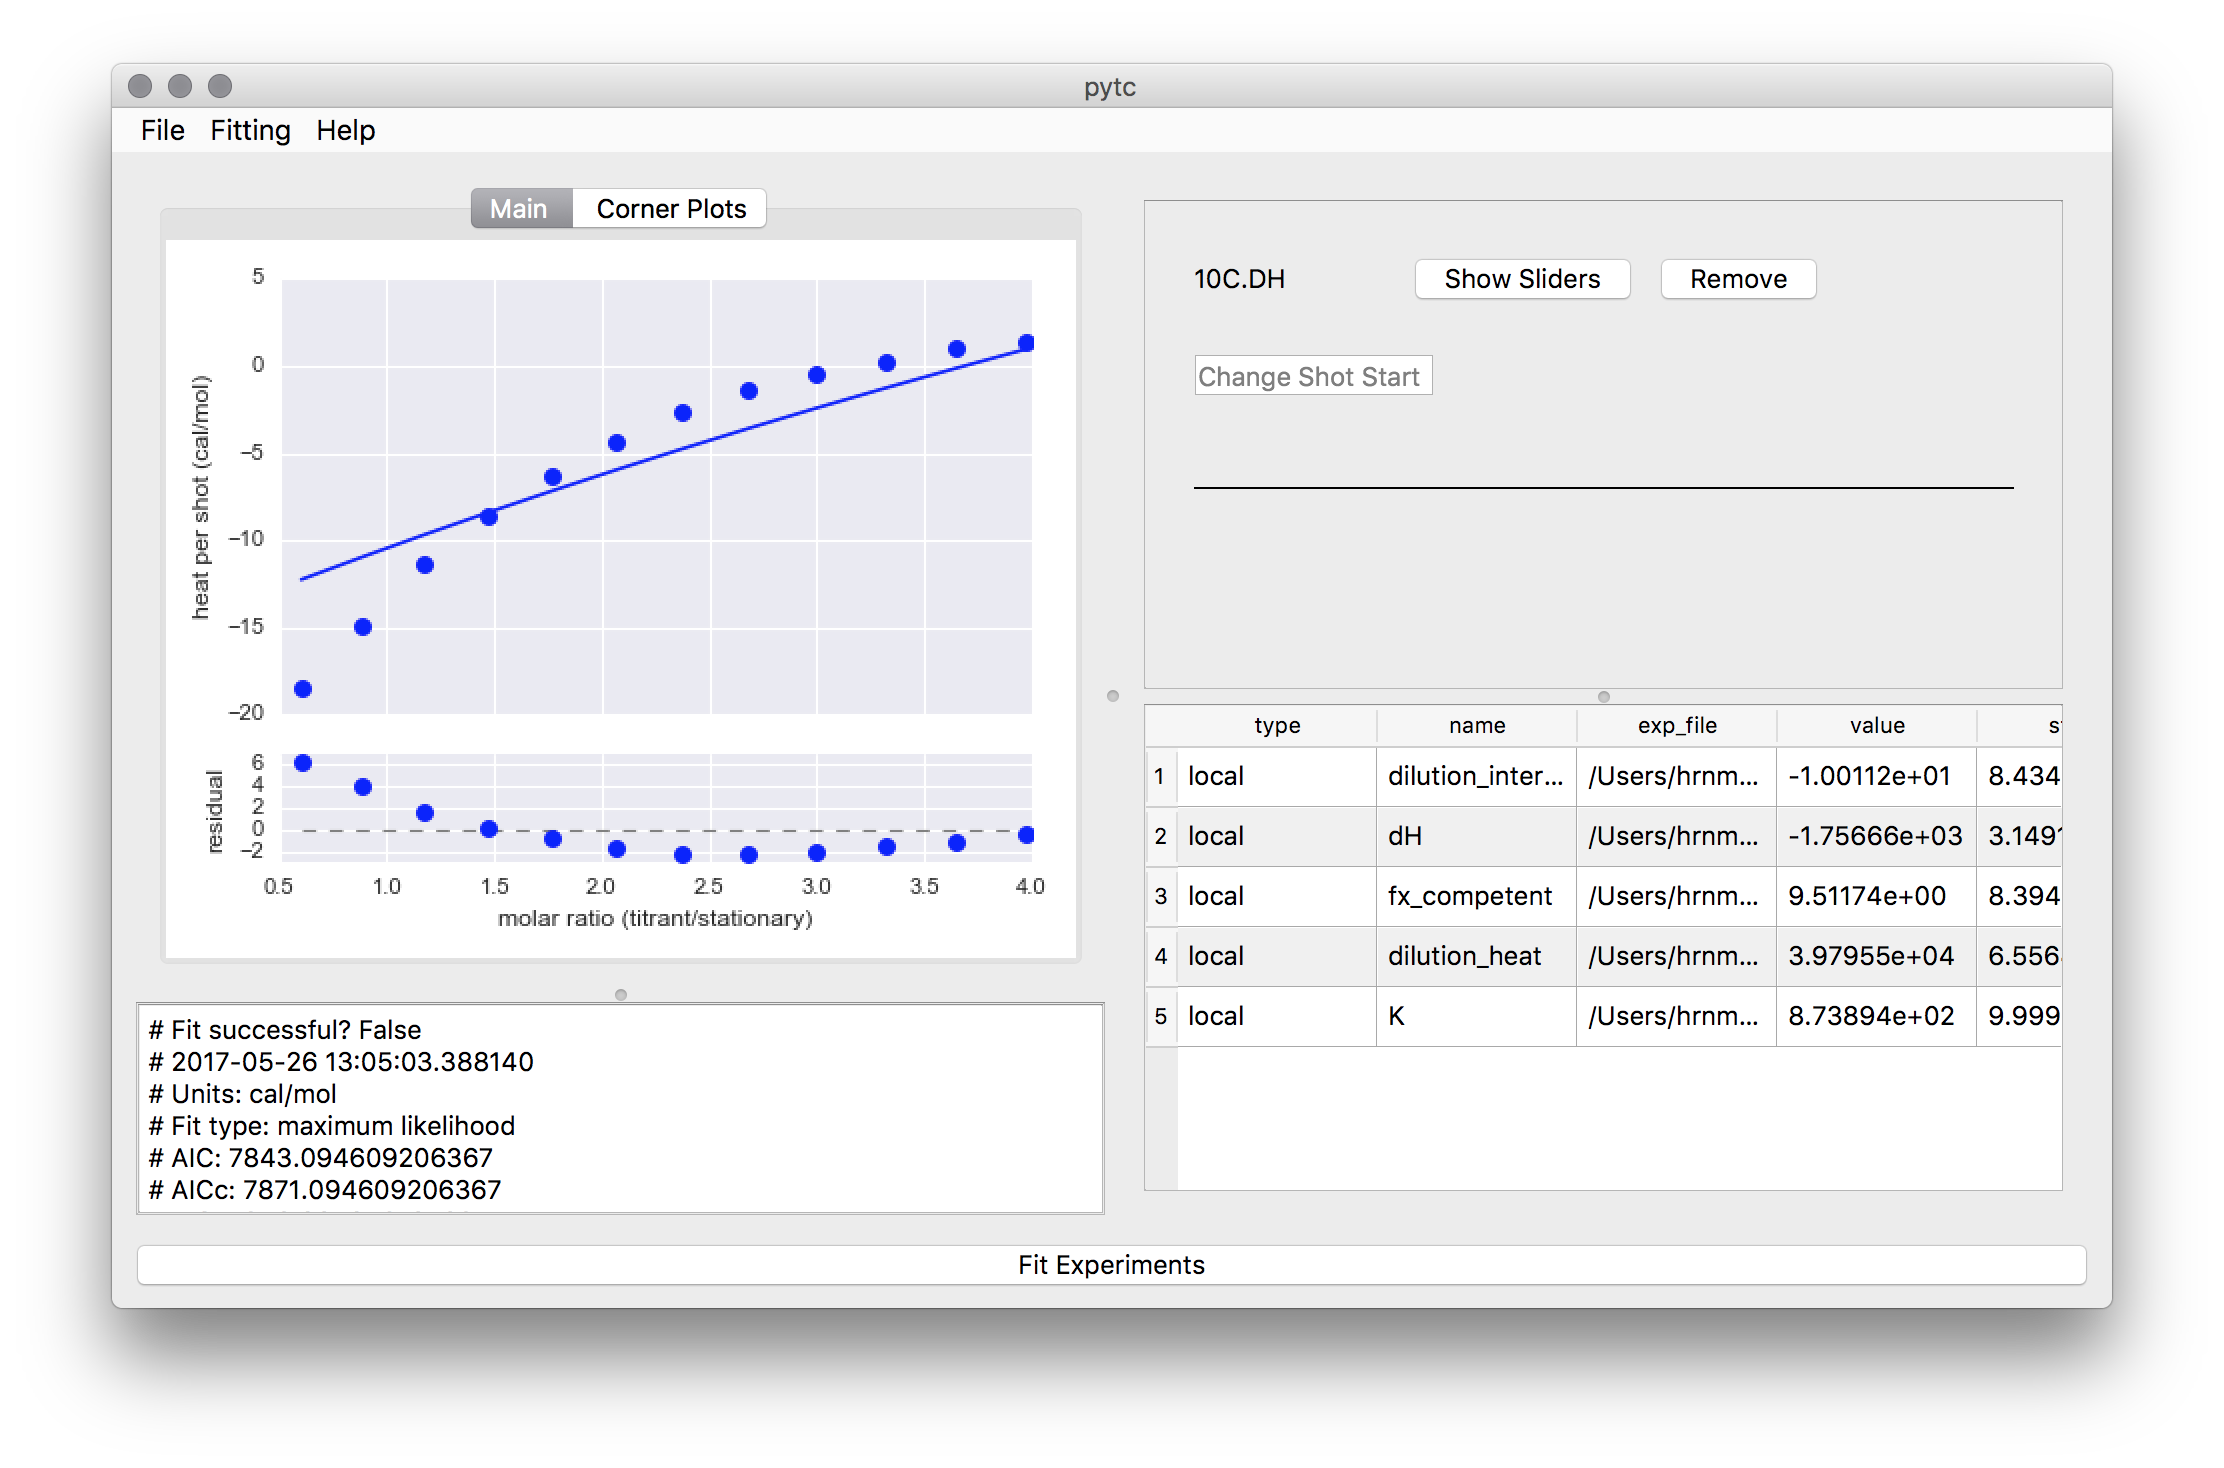 pytc
File Fitting Help
Main Corner Plots
5
0
−5
−10
−15
−20
heat per shot (cal/mol)
6
4
2
0
−2
residual
0.5 1.0 1.5 2.0 2.5 3.0 3.5 4.0
molar ratio (titrant/stationary)
# Fit successful? False
# 2017-05-26 13:05:03.388140
# Units: cal/mol
# Fit type: maximum likelihood
# AIC: 7843.094609206367
# AICc: 7871.094609206367
10C.DH Show Sliders Remove
Change Shot Start
type name exp_file value
1 local dilution_inter... /Users/hrnm... -1.00112e+01 8.434
2 local dH /Users/hrnm... -1.75666e+03 3.149
3 local fx_competent /Users/hrnm... 9.51174e+00 8.394
4 local dilution_heat /Users/hrnm... 3.97955e+04 6.556
5 local K /Users/hrnm... 8.73894e+02 9.999
Fit Experiments